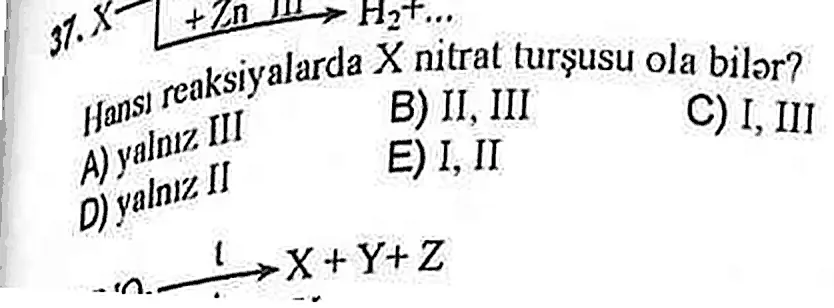 37. X + Zn III → H₂+...
Hansı reaksiyalarda X nitrat turşusu ola bilər?
A) yalnız III B) II, III C) I, III
D) yalnız II E) I, II
t → X + Y+ Z